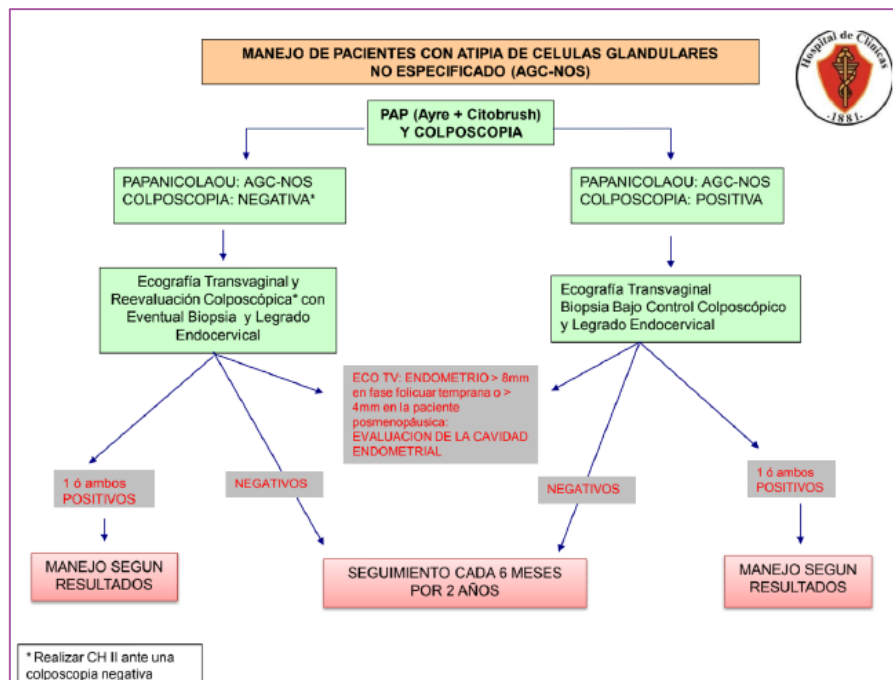 MANEJO DE PACIENTES CON ATIPIA DE CELULAS GLANDULARES
NO ESPECIFICADO (AGC-NOS)
Hospital de Clínicas
·1881·
PAP (Ayre + Citobrush)
Y COLPOSCOPIA
PAPANICOLAOU: AGC-NOS
COLPOSCOPIA: NEGATIVA*
PAPANICOLAOU: AGC-NOS
COLPOSCOPIA: POSITIVA
Ecografía Transvaginal y
Reevaluación Colposcópica* con
Eventual Biopsia y Legrado
Endocervical
Ecografía Transvaginal
Biopsia Bajo Control Colposcópico
y Legrado Endocervical
ECO TV: ENDOMETRIO > 8mm
en fase folicuar temprana o >
4mm en la paciente
posmenopáusica:
EVALUACION DE LA CAVIDAD
ENDOMETRIAL
1 ó ambos
POSITIVOS
NEGATIVOS
NEGATIVOS
1 ó ambos
POSITIVOS
MANEJO SEGUN
RESULTADOS
SEGUIMIENTO CADA 6 MESES
POR 2 AÑOS
MANEJO SEGUN
RESULTADOS
* Realizar CH II ante una
colposcopia negativa